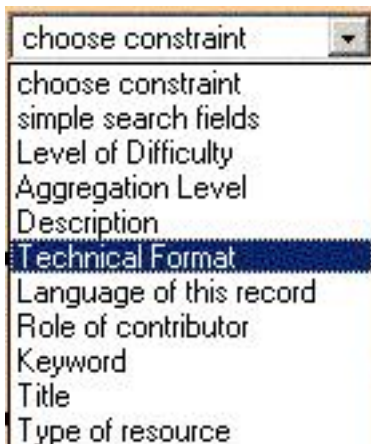 choose constraint
choose constraint
simple search fields
Level of Difficulty
Aggregation Level
Description
Technical Format
Language of this record
Role of contributor
Keyword
Title
Type of resource